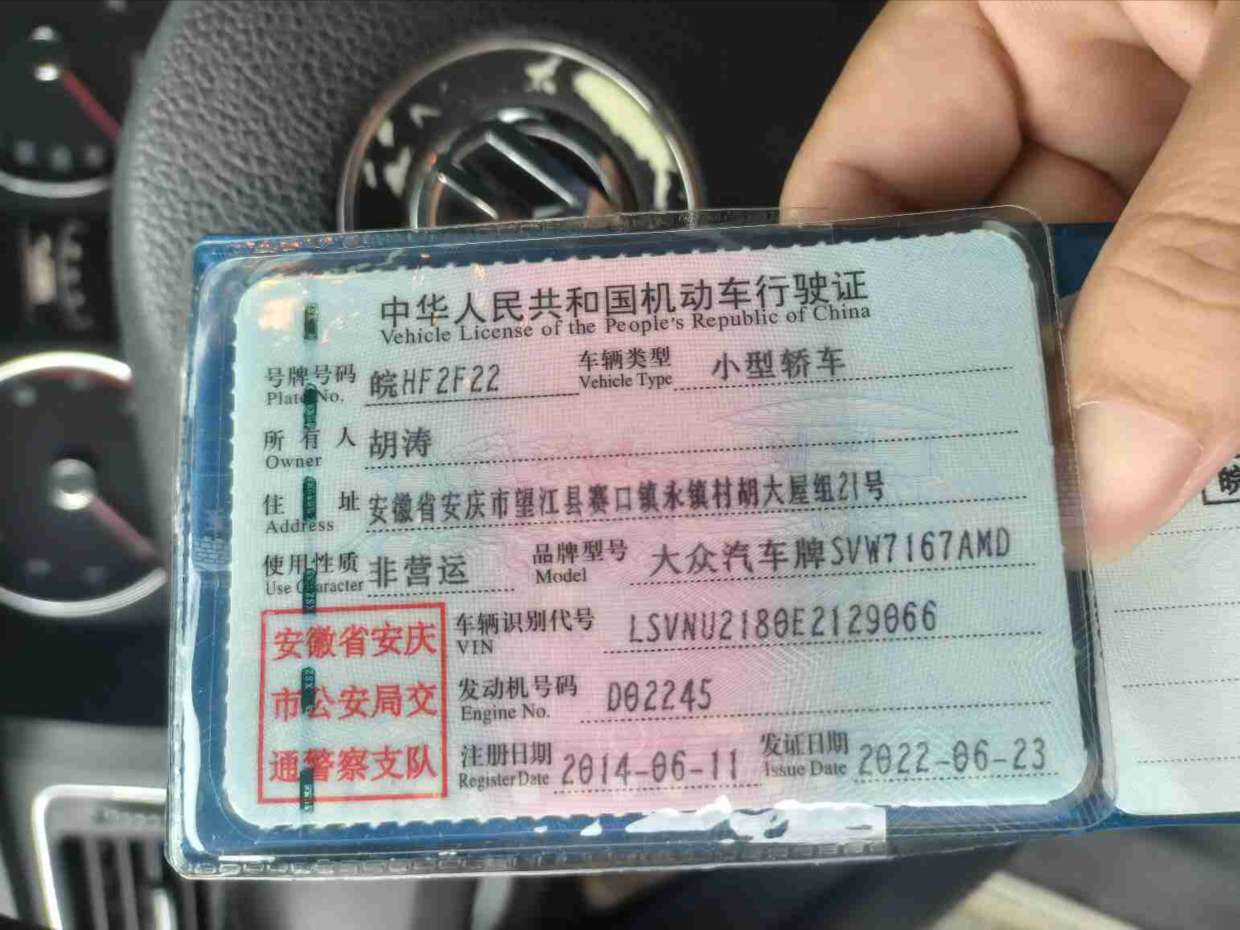 中华人民共和国机动车行驶证
Vehicle License of the People's Republic of China
号牌号码 皖HF2F22 车辆类型 小型轿车
Plate No. Vehicle Type
所有人 胡涛
Owner
住址 安徽省安庆市望江县赛口镇永镇村胡大屋组21号
Address
使用性质 非营运 品牌型号 大众汽车牌SVW7167AMD
Use Character Model
安徽省安庆
市公安局交
通警察支队
车辆识别代号 LSVNU2180E2129066
VIN
发动机号码 D02245
Engine No.
注册日期 2014-06-11 发证日期 2022-06-23
Register Date Issue Date
皖